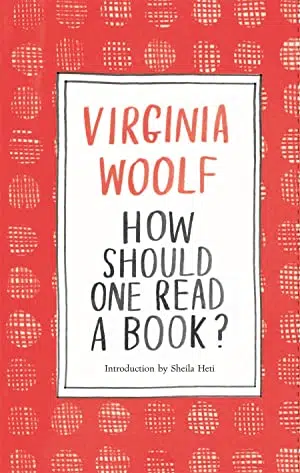 VIRGINIA
WOOLF
HOW
SHOULD
ONE READ
A BOOK?
Introduction by Sheila Heti